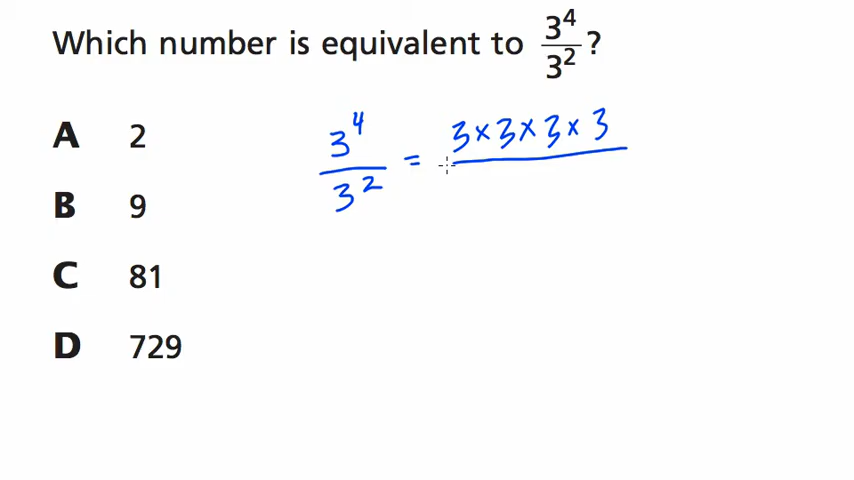 Which number is equivalent to 3⁴/3²?
A 2
3⁴/3² = 3×3×3×3
B 9
C 81
D 729